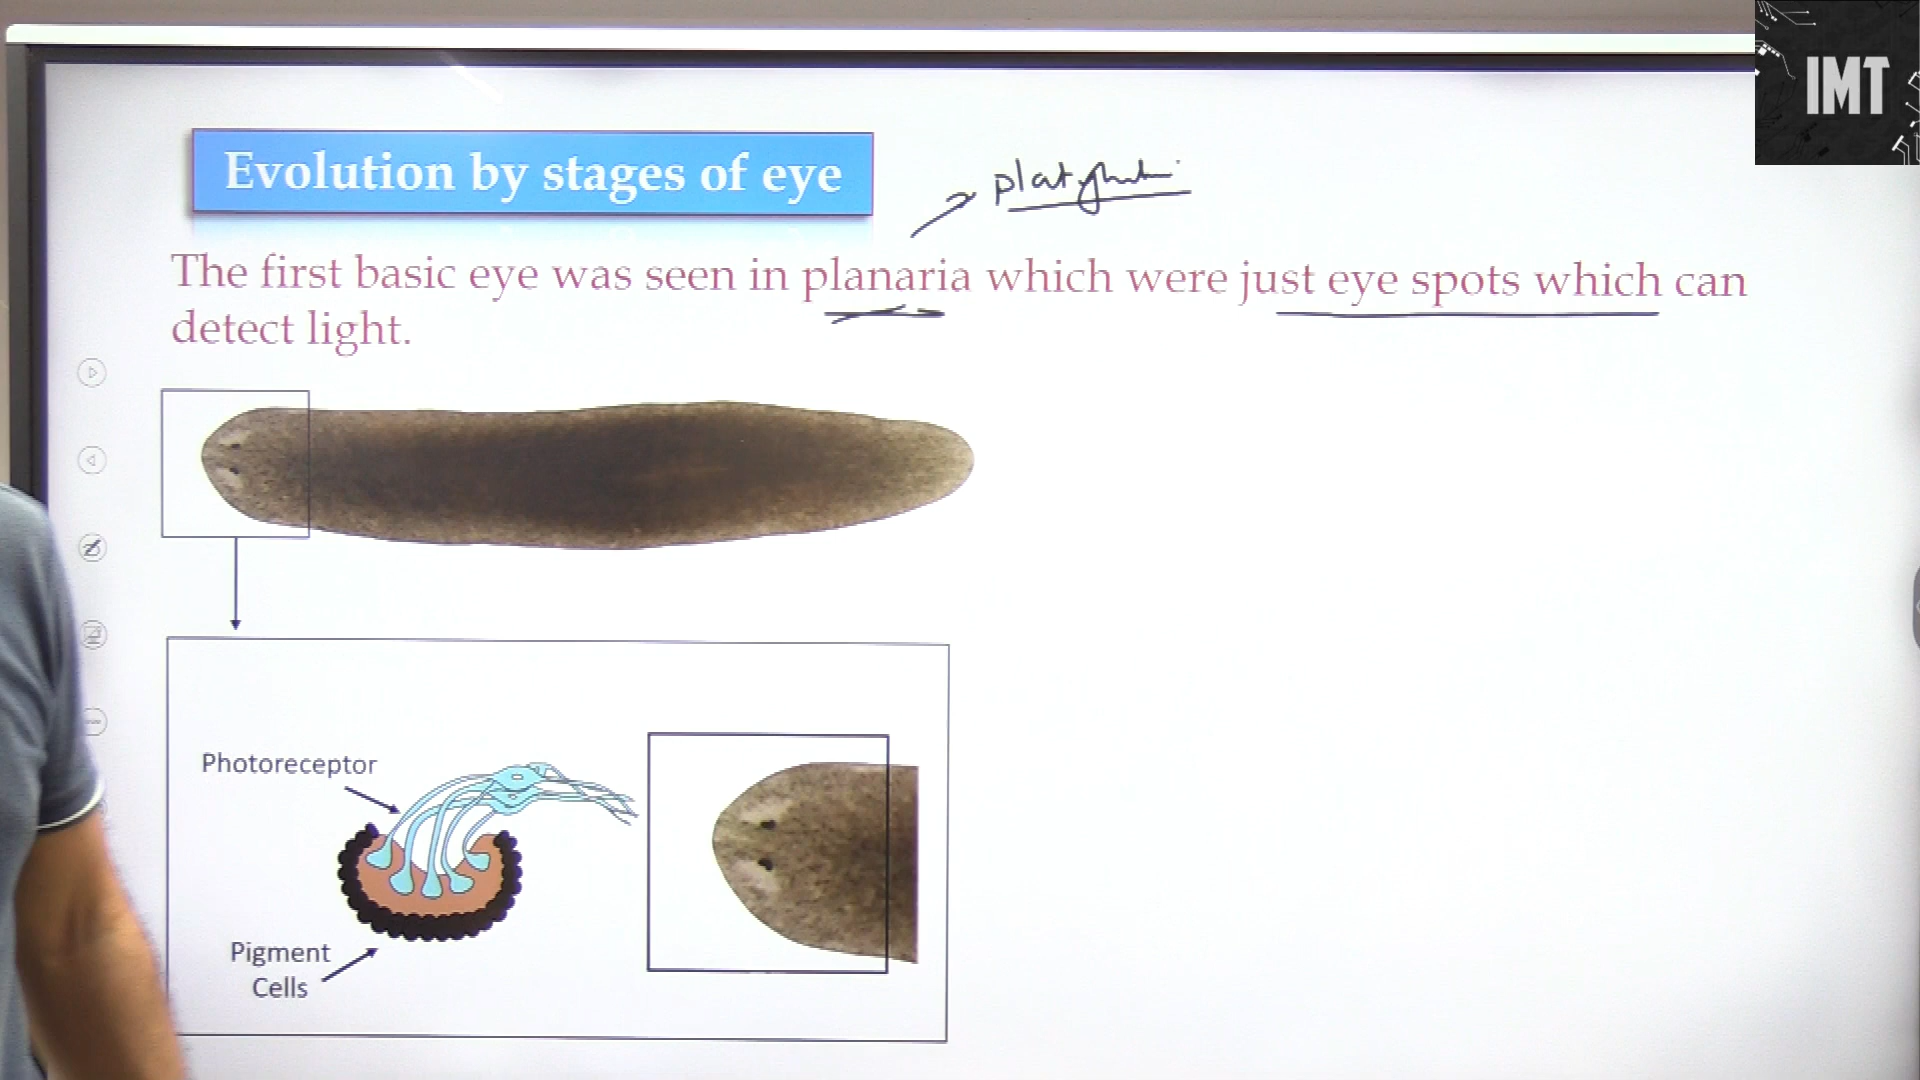 IMT
Evolution by stages of eye
The first basic eye was seen in planaria which were just eye spots which can
detect light.
Photoreceptor
Pigment
Cells